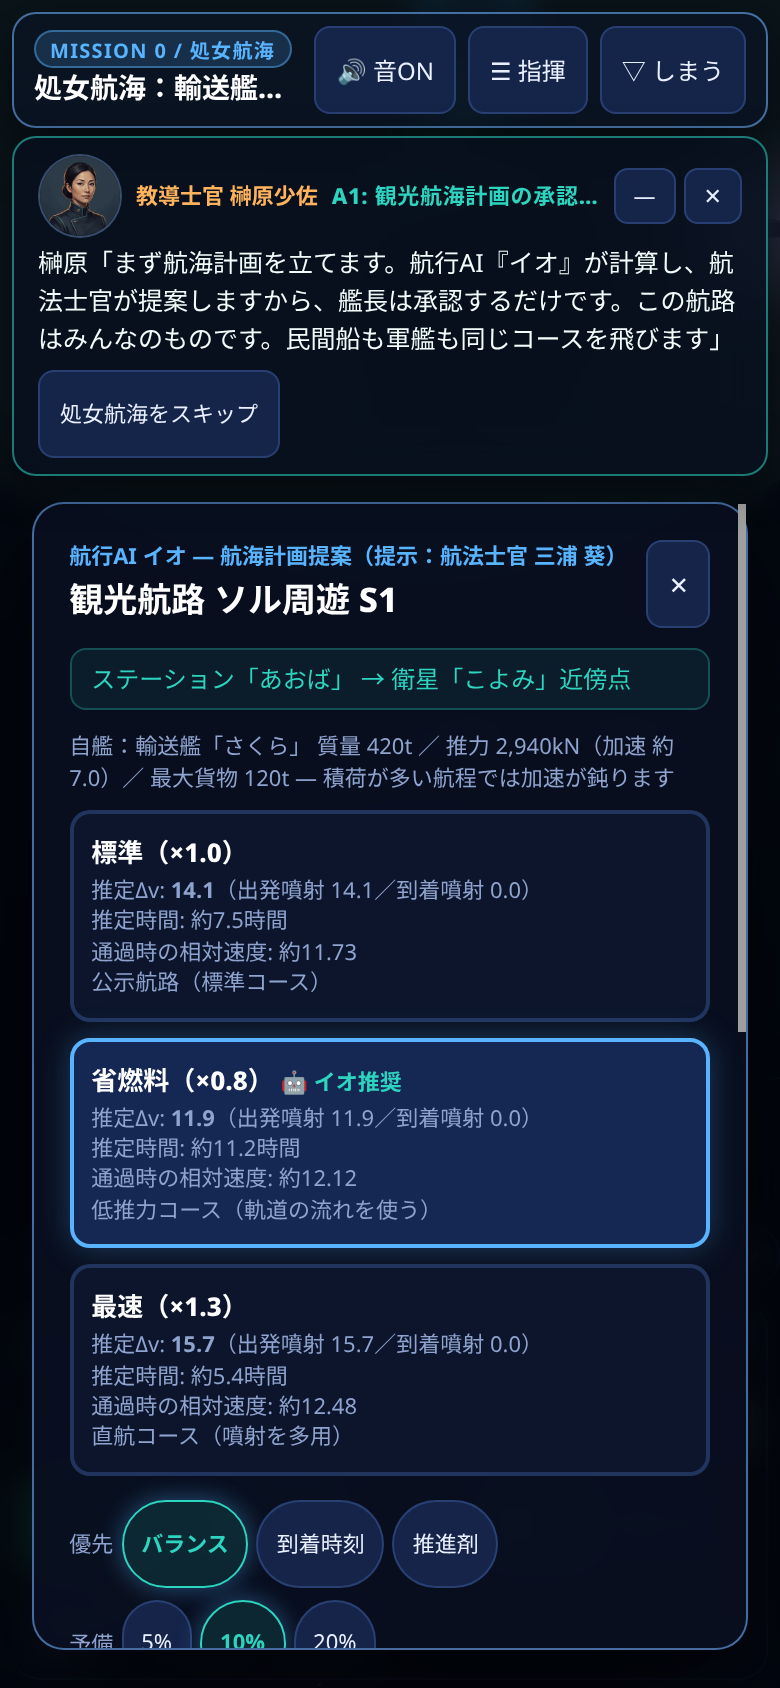 MISSION 0 / 処女航海
処女航海：輸送艦…
🔊 音ON
☰ 指揮
▽ しまう
教導士官 榊原少佐 A1: 観光航海計画の承認…
—
✕
榊原「まず航海計画を立てます。航行AI『イオ』が計算し、航
法士官が提案しますから、艦長は承認するだけです。この航路
はみんなのものです。民間船も軍艦も同じコースを飛びます」
処女航海をスキップ
航行AI イオ — 航海計画提案（提示：航法士官 三浦 葵）
観光航路 ソル周遊 S1
✕
ステーション「あおば」 → 衛星「こよみ」近傍点
自艦：輸送艦「さくら」 質量 420t ／ 推力 2,940kN（加速 約
7.0）／ 最大貨物 120t — 積荷が多い航程では加速が鈍ります
標準（×1.0）
推定Δv: 14.1（出発噴射 14.1／到着噴射 0.0）
推定時間: 約7.5時間
通過時の相対速度: 約11.73
公示航路（標準コース）
省燃料（×0.8） 🤖 イオ推奨
推定Δv: 11.9（出発噴射 11.9／到着噴射 0.0）
推定時間: 約11.2時間
通過時の相対速度: 約12.12
低推力コース（軌道の流れを使う）
最速（×1.3）
推定Δv: 15.7（出発噴射 15.7／到着噴射 0.0）
推定時間: 約5.4時間
通過時の相対速度: 約12.48
直航コース（噴射を多用）
優先 バランス 到着時刻 推進剤
予備 5% 10% 20%